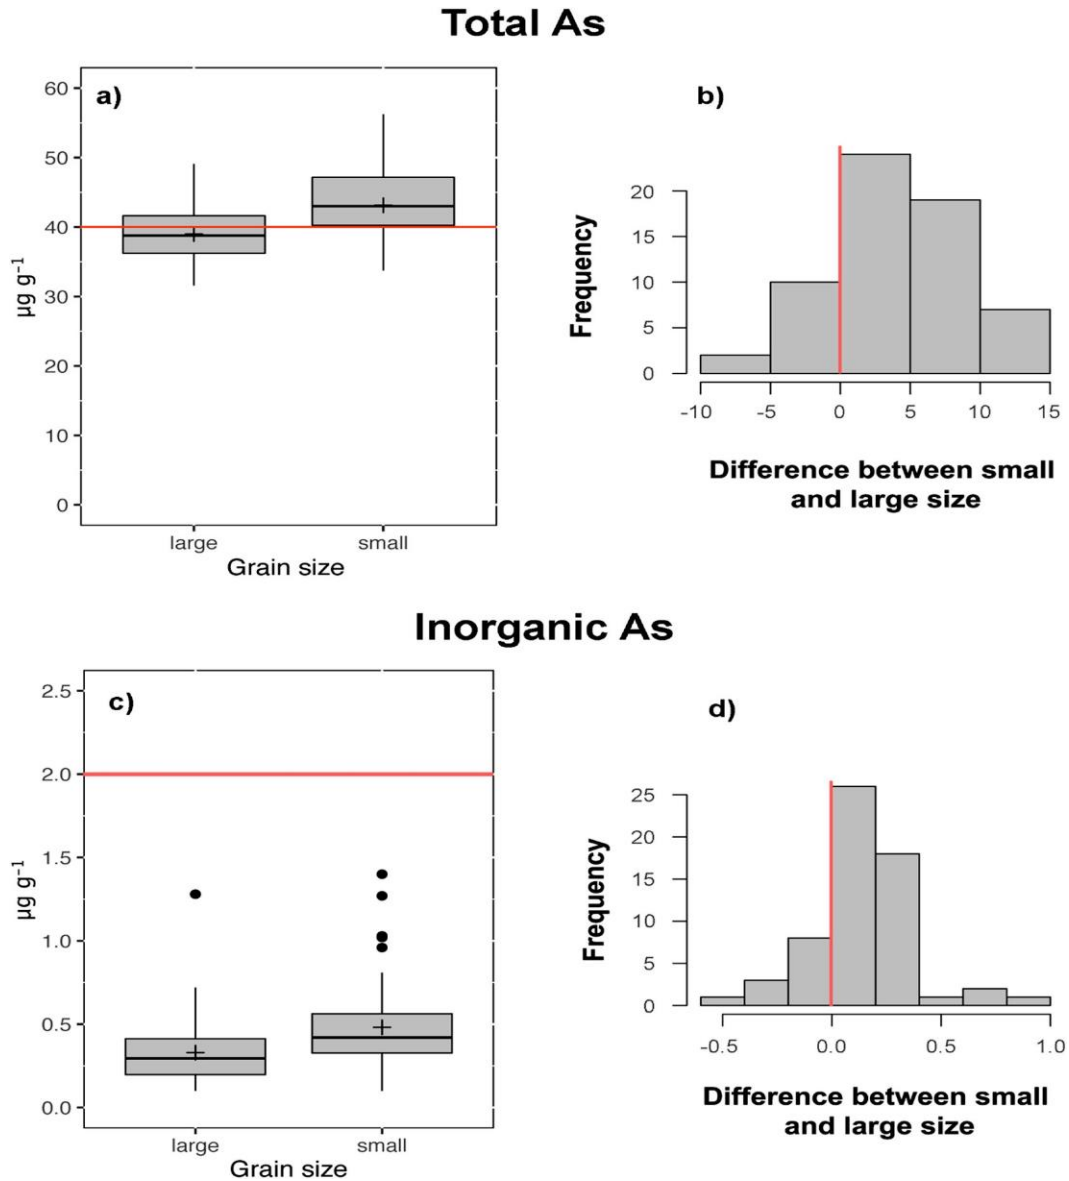 Total As
a)
60
50
40
30
20
10
0
µg g⁻¹
large small
Grain size
b)
20
15
10
5
0
Frequency
-10 -5 0 5 10 15
Difference between small
and large size
Inorganic As
c)
2.5
2.0
1.5
1.0
0.5
0.0
µg g⁻¹
large small
Grain size
d)
25
20
15
10
5
0
Frequency
-0.5 0.0 0.5 1.0
Difference between small
and large size